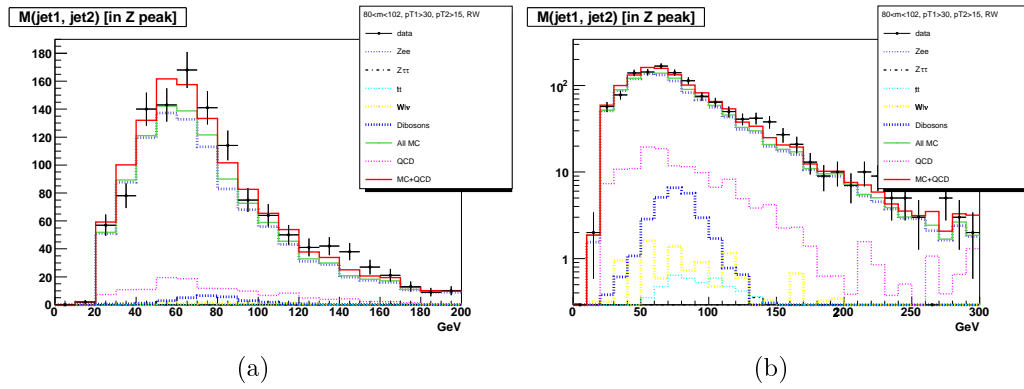 M(jet1, jet2) [in Z peak]
80<m<102, pT1>30, pT2>15, RW
data
Zee
Zττ
tt
Wlν
Dibosons
All MC
QCD
MC+QCD
180
160
140
120
100
80
60
40
20
0
0 20 40 60 80 100 120 140 160 180 200
GeV
(a)
M(jet1, jet2) [in Z peak]
80<m<102, pT1>30, pT2>15, RW
data
Zee
Zττ
tt
Wlν
Dibosons
All MC
QCD
MC+QCD
10²
10
1
0 50 100 150 200 250 300
GeV
(b)